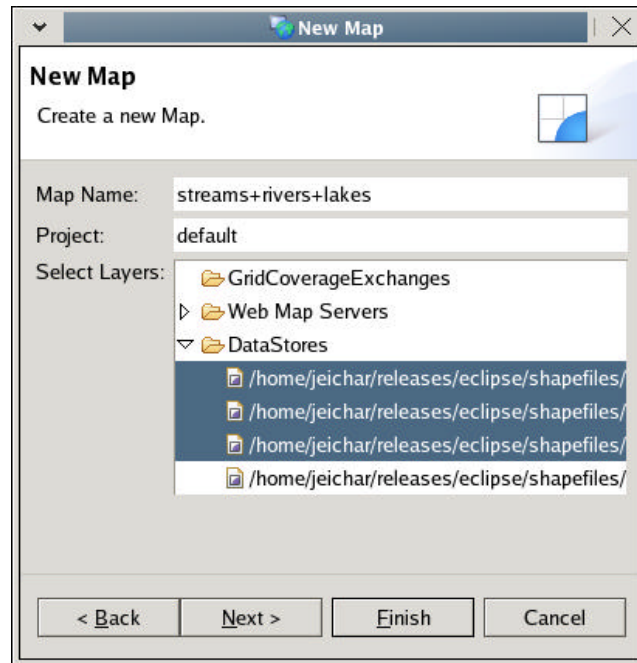 New Map
New Map
Create a new Map.
Map Name: streams+rivers+lakes
Project: default
Select Layers: GridCoverageExchanges
Web Map Servers
DataStores
/home/jeichar/releases/eclipse/shapefiles/
/home/jeichar/releases/eclipse/shapefiles/
/home/jeichar/releases/eclipse/shapefiles/
/home/jeichar/releases/eclipse/shapefiles/
< Back Next > Finish Cancel